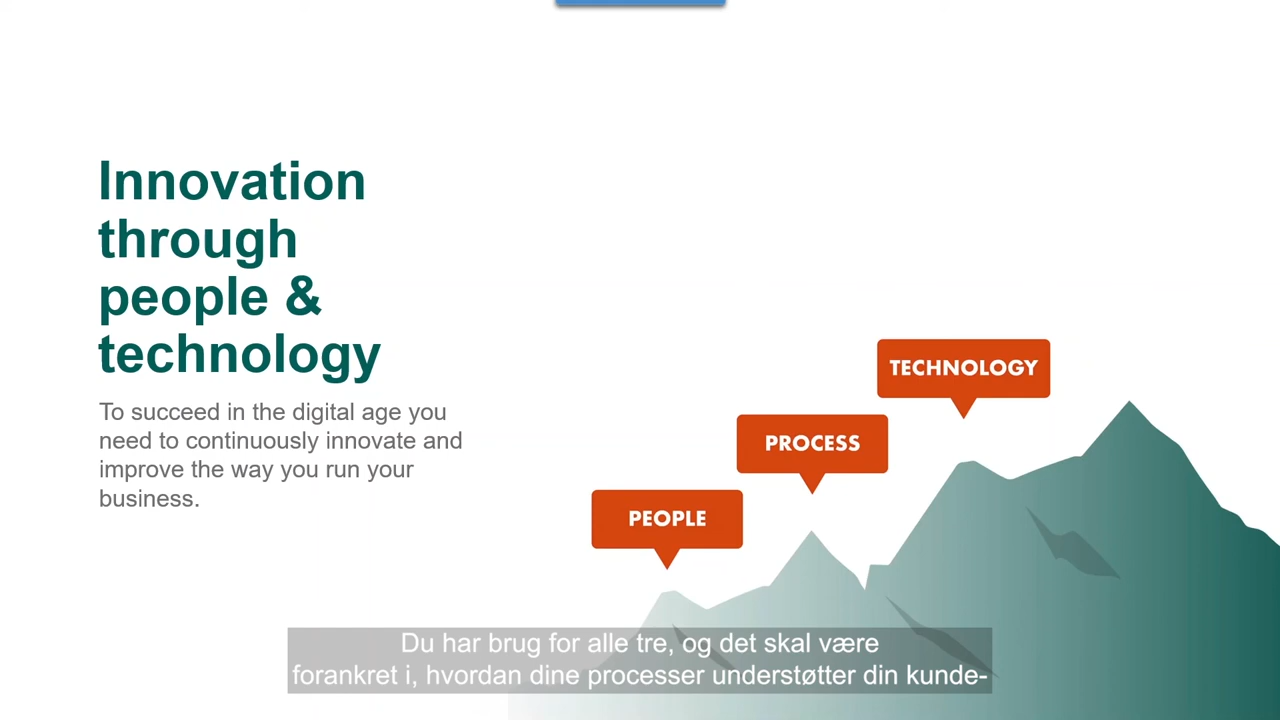 Innovation
through
people &
technology
To succeed in the digital age you
need to continuously innovate and
improve the way you run your
business.
TECHNOLOGY
PROCESS
PEOPLE
Du har brug for alle tre, og det skal være
forankret i, hvordan dine processer understøtter din kunde-